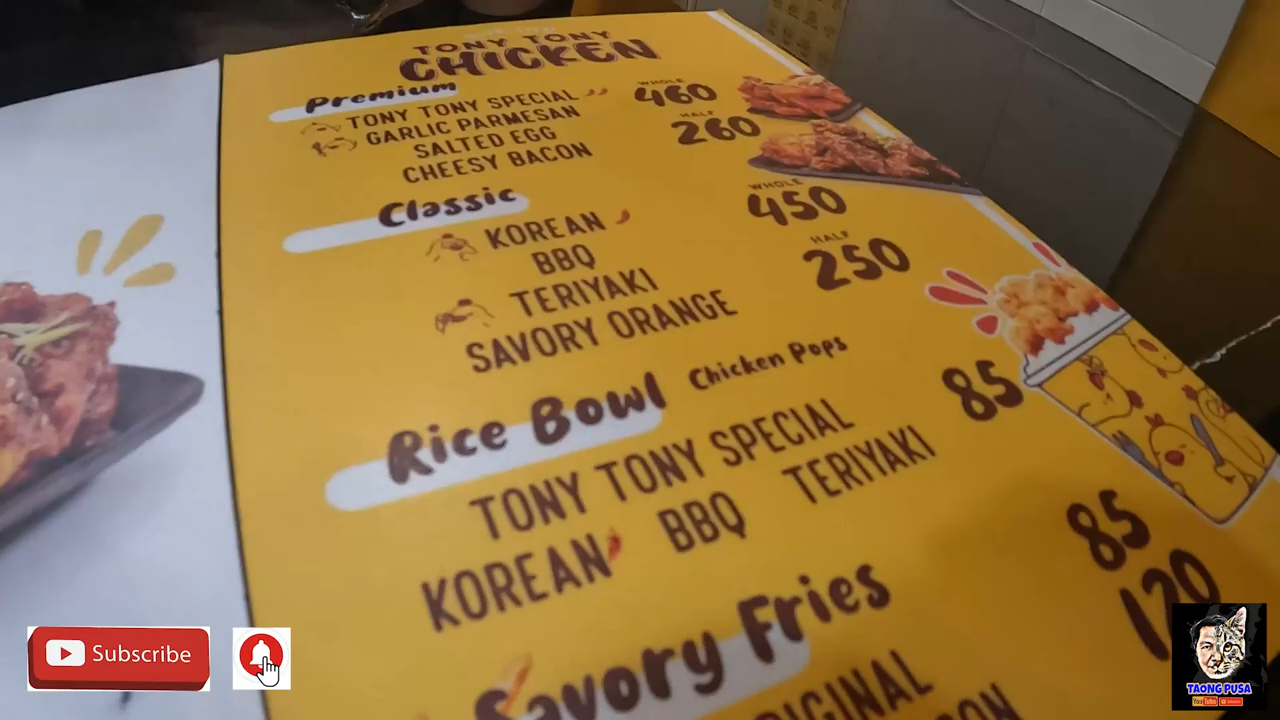 TONY TONY
CHICKEN
Premium
TONY TONY SPECIAL
GARLIC PARMESAN
SALTED EGG
CHEESY BACON
WHOLE
460
HALF
260
Classic
KOREAN
BBQ
TERIYAKI
SAVORY ORANGE
WHOLE
450
HALF
250
Rice Bowl Chicken Pops
TONY TONY SPECIAL
KOREAN BBQ TERIYAKI
85
Savory Fries
ORIGINAL
85
120
Subscribe
TAONG PUSA
YouTube